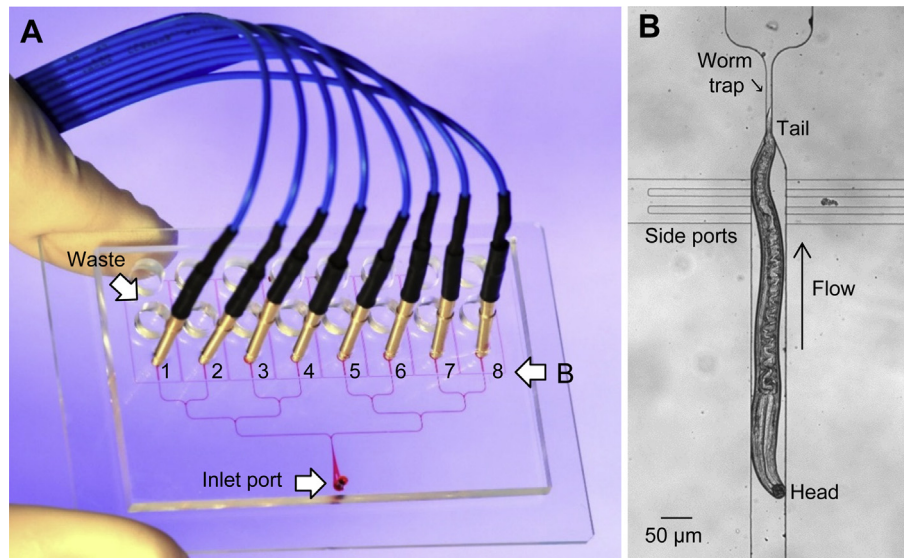 A
Waste
1 2 3 4 5 6 7 8
B
Inlet port
B
Worm
trap
Tail
Side ports
Flow
Head
50 µm